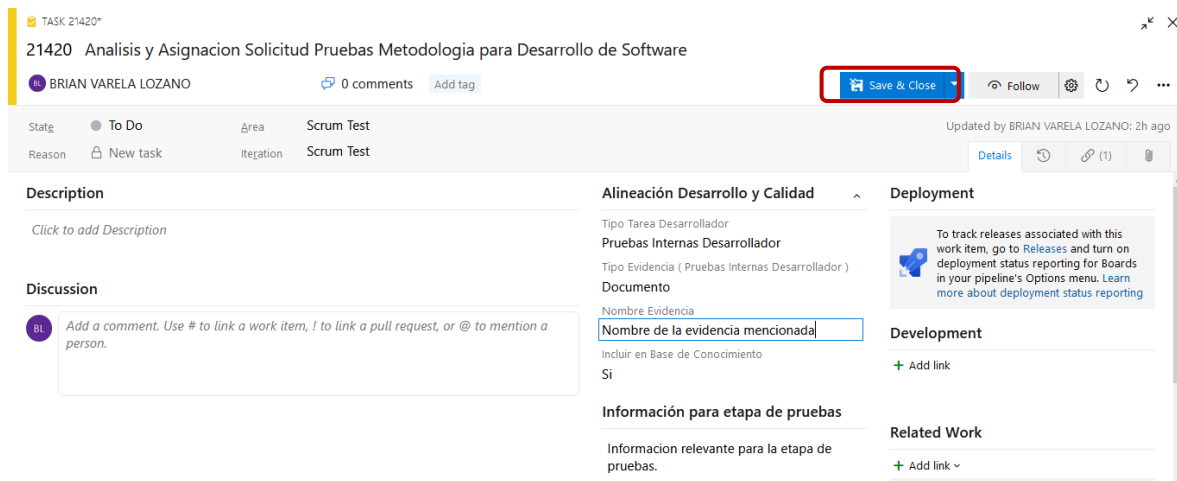 TASK 21420*
21420 Analisis y Asignacion Solicitud Pruebas Metodologia para Desarrollo de Software
BL BRIAN VARELA LOZANO
0 comments
Add tag
Save & Close
Follow
State
To Do
Area
Scrum Test
Updated by BRIAN VARELA LOZANO: 2h ago
Reason
New task
Iteration
Scrum Test
Details
(1)
Description
Click to add Description
Discussion
BL
Add a comment. Use # to link a work item, ! to link a pull request, or @ to mention a
person.
Alineación Desarrollo y Calidad
Tipo Tarea Desarrollador
Pruebas Internas Desarrollador
Tipo Evidencia ( Pruebas Internas Desarrollador )
Documento
Nombre Evidencia
Nombre de la evidencia mencionada
Incluir en Base de Conocimiento
Si
Información para etapa de pruebas
Informacion relevante para la etapa de
pruebas.
Deployment
To track releases associated with this
work item, go to Releases and turn on
deployment status reporting for Boards
in your pipeline's Options menu. Learn
more about deployment status reporting
Development
+ Add link
Related Work
+ Add link